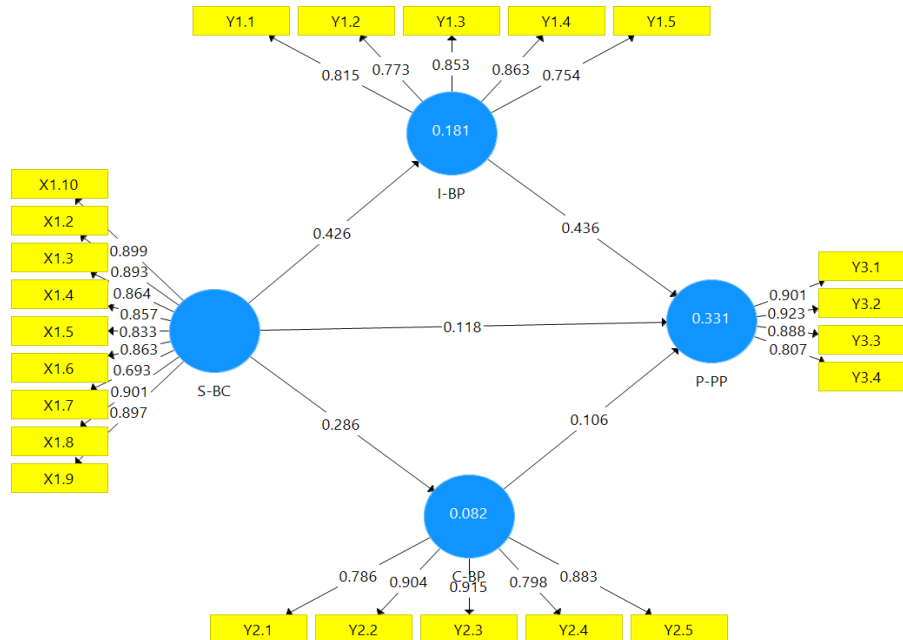 Y1.1 Y1.2 Y1.3 Y1.4 Y1.5
0.815 0.773 0.853 0.863 0.754
0.181
I-BP
X1.10
X1.2
X1.3
X1.4
X1.5
X1.6
X1.7
X1.8
X1.9
0.899
0.893
0.864
0.857
0.833
0.863
0.693
0.901
0.897
S-BC
0.426
0.436
0.118
0.286
0.106
0.331
P-PP
0.901
0.923
0.888
0.807
Y3.1
Y3.2
Y3.3
Y3.4
0.082
C-BP
0.786 0.904 0.915 0.798 0.883
Y2.1 Y2.2 Y2.3 Y2.4 Y2.5